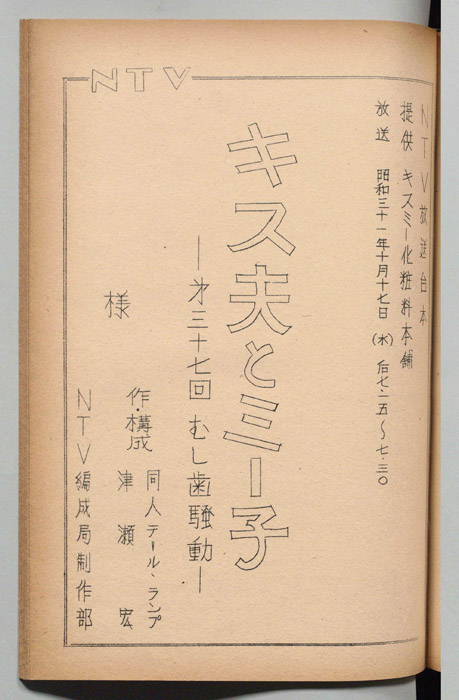 NTV
NTV放送台本
提供 キスミー化粧料本舗
放送 昭和三十一年十月十七日(水)后七.二五〜七.三〇
キス夫とミー子
―第三十七回 むし歯騒動―
同人テール、ランプ
作・構成 津瀬 宏
様
NTV編成局制作部